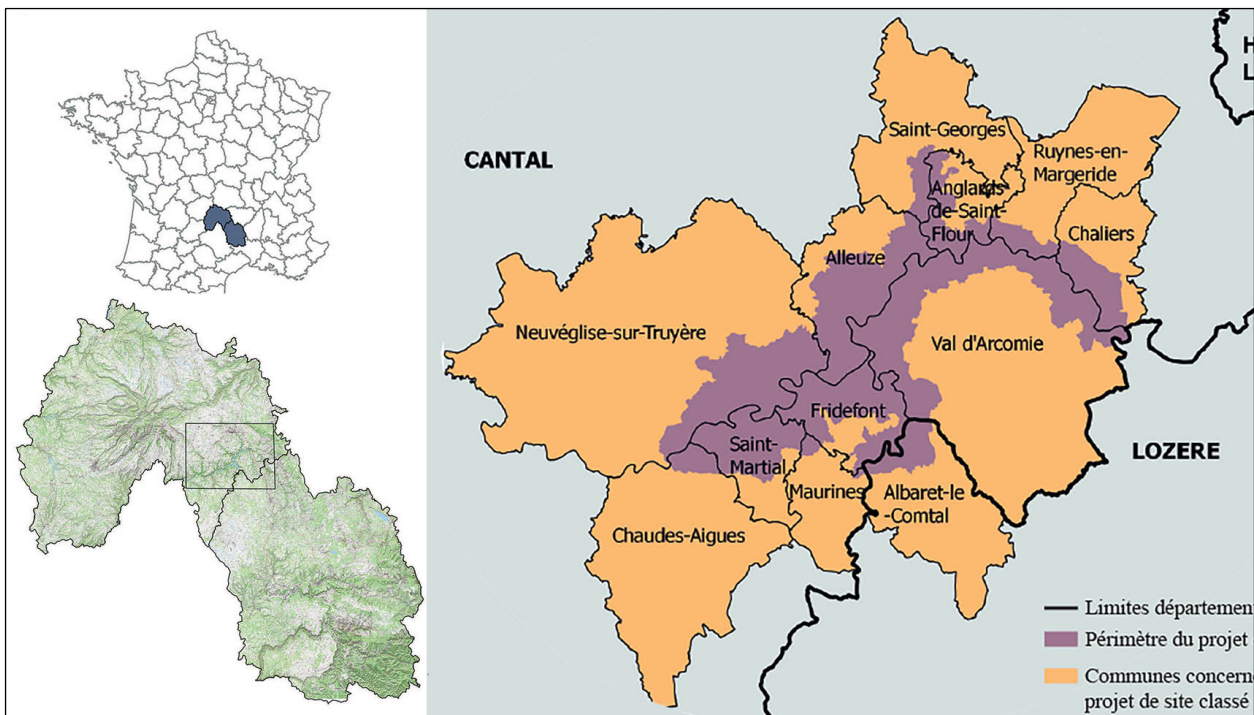 H
L
CANTAL
Saint-Georges
Ruynes-en-
Margeride
Anglards-
de-Saint-
Flour
Chaliers
Alleuze
Neuvéglise-sur-Truyère
Val d'Arcomie
Fridefont
Saint-
Martial
LOZERE
Maurines
Albaret-le
-Comtal
Chaudes-Aigues
Limites départemen
Périmètre du projet
Communes concerné
projet de site classé